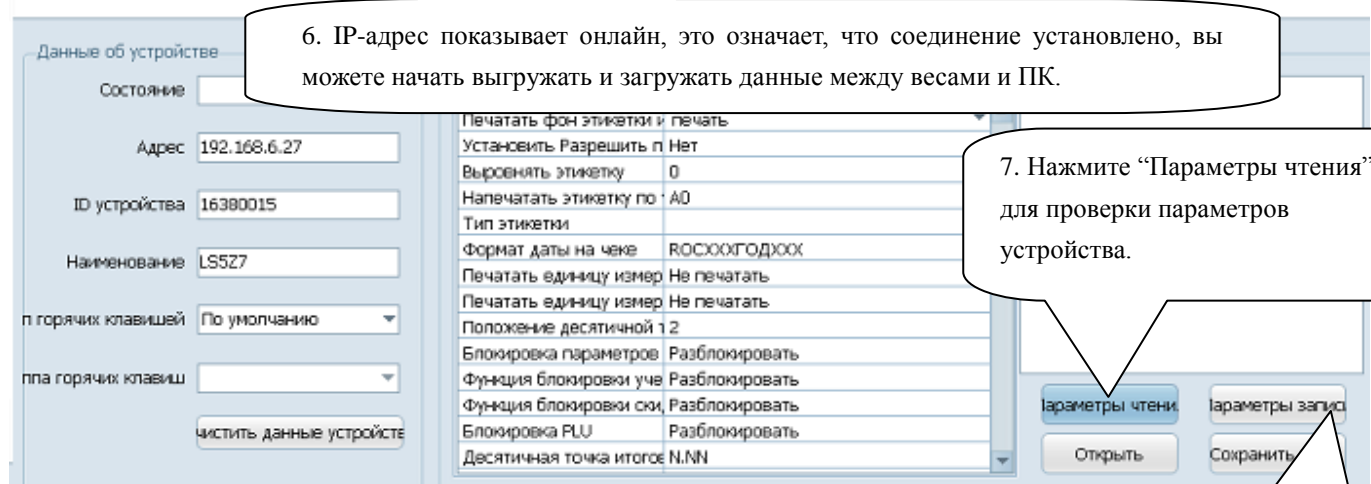 6. IP-адрес показывает онлайн, это означает, что соединение установлено, вы
можете начать выгружать и загружать данные между весами и ПК.
Данные об устройстве
Состояние
Адрес 192.168.6.27
ID устройства 16380015
Наименование LS5Z7
п горячих клавишей По умолчанию
ппа горячих клавиш
чистить данные устройств
Печатать фон этикетки и печать
Установить Разрешить п Нет
Выровнять этикетку 0
Напечатать этикетку по A0
Тип этикетки
Формат даты на чеке ROCXXXГОДXXX
Печатать единицу измер Не печатать
Печатать единицу измер Не печатать
Положение десятичной т 2
Блокировка параметров Разблокировать
Функция блокировки уче Разблокировать
Функция блокировки ски, Разблокировать
Блокировка PLU Разблокировать
Десятичная точка итогов N.NN
7. Нажмите “Параметры чтения”
для проверки параметров
устройства.
Параметры чтени.
Параметры запис
Открыть
Сохранить